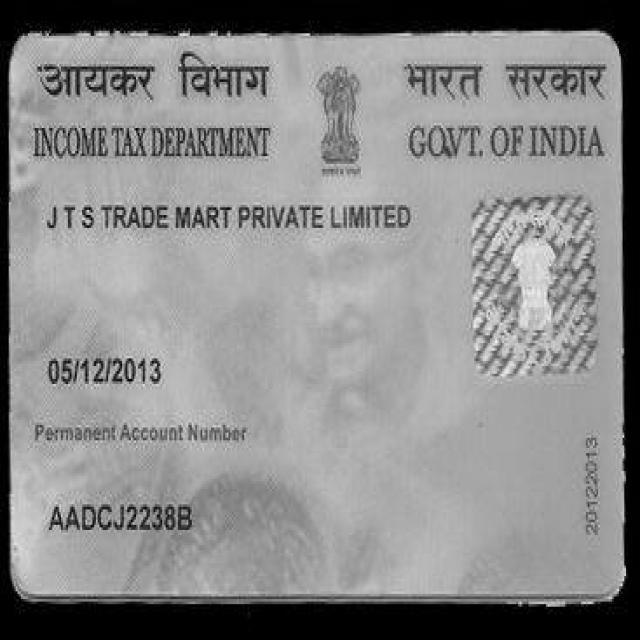 आयकर विभाग
भारत सरकार
INCOME TAX DEPARTMENT
GOVT. OF INDIA
J T S TRADE MART PRIVATE LIMITED
05/12/2013
Permanent Account Number
AADCJ2238B
20122013